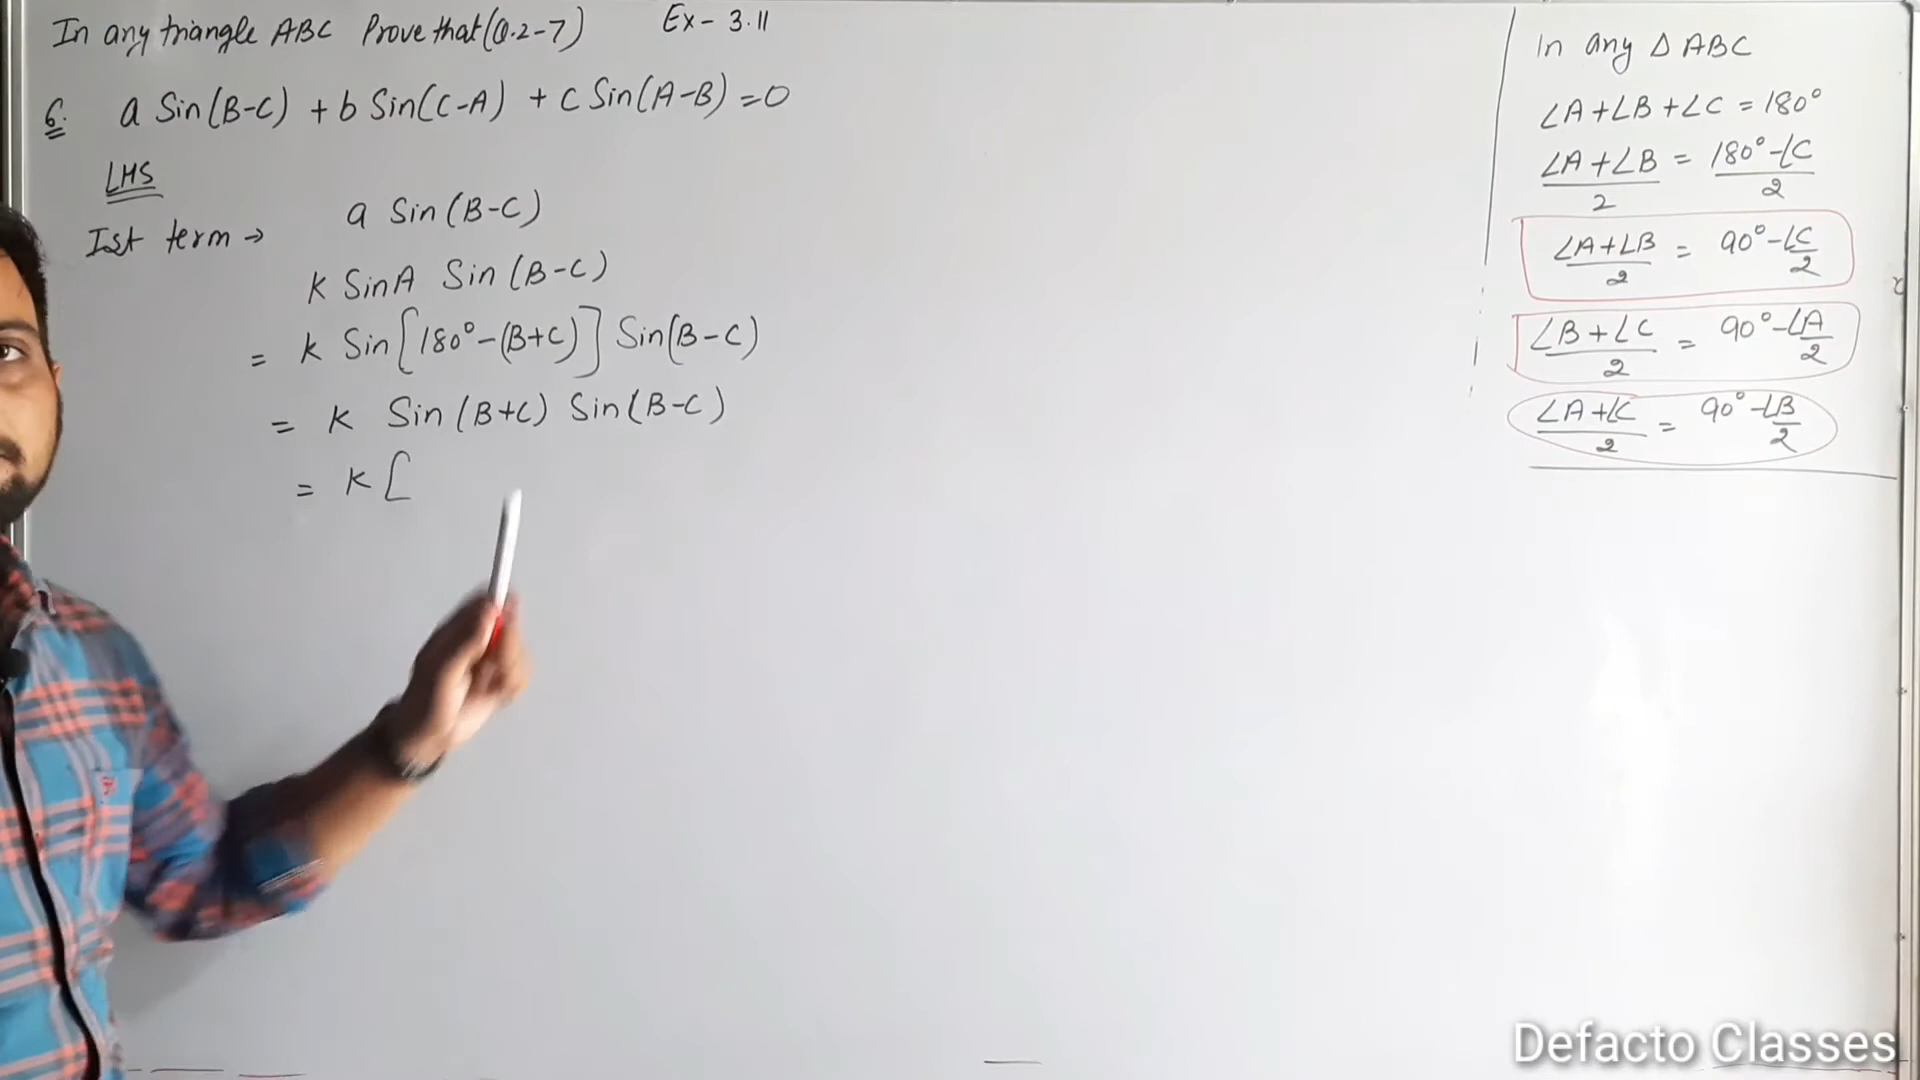 In any triangle ABC Prove that (Q.2-7) Ex- 3.11
6. a Sin(B-C) + b Sin(C-A) + c Sin(A-B) = 0
LHS
Ist term → a Sin(B-C)
K SinA Sin(B-C)
= K Sin[180°-(B+C)] Sin(B-C)
= K Sin(B+C) Sin(B-C)
= K [
In any △ ABC
∠A+∠B+∠C = 180°
∠A+∠B/2 = 180°-∠C/2
∠A+∠B/2 = 90°-∠C/2
∠B+∠C/2 = 90°-∠A/2
∠A+∠C/2 = 90°-∠B/2
Defacto Classes